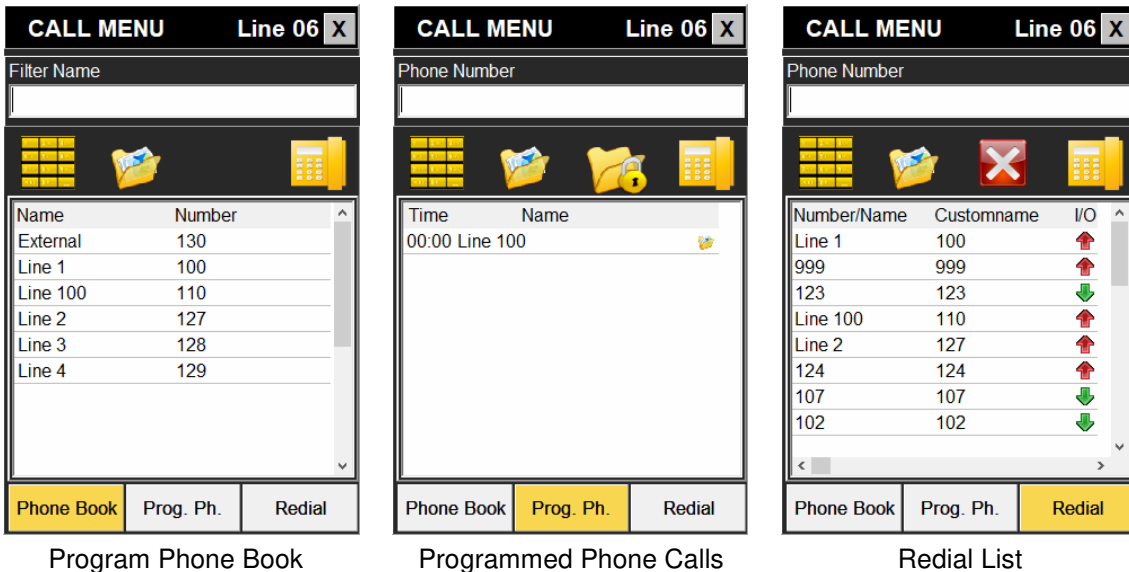 CALL MENU Line 06 X
Filter Name
Name Number
External 130
Line 1 100
Line 100 110
Line 2 127
Line 3 128
Line 4 129
Phone Book Prog. Ph. Redial
Program Phone Book
CALL MENU Line 06 X
Phone Number
Time Name
00:00 Line 100
Phone Book Prog. Ph. Redial
Programmed Phone Calls
CALL MENU Line 06 X
Phone Number
Number/Name Customname I/O
Line 1 100
999 999
123 123
Line 100 110
Line 2 127
124 124
107 107
102 102
Phone Book Prog. Ph. Redial
Redial List